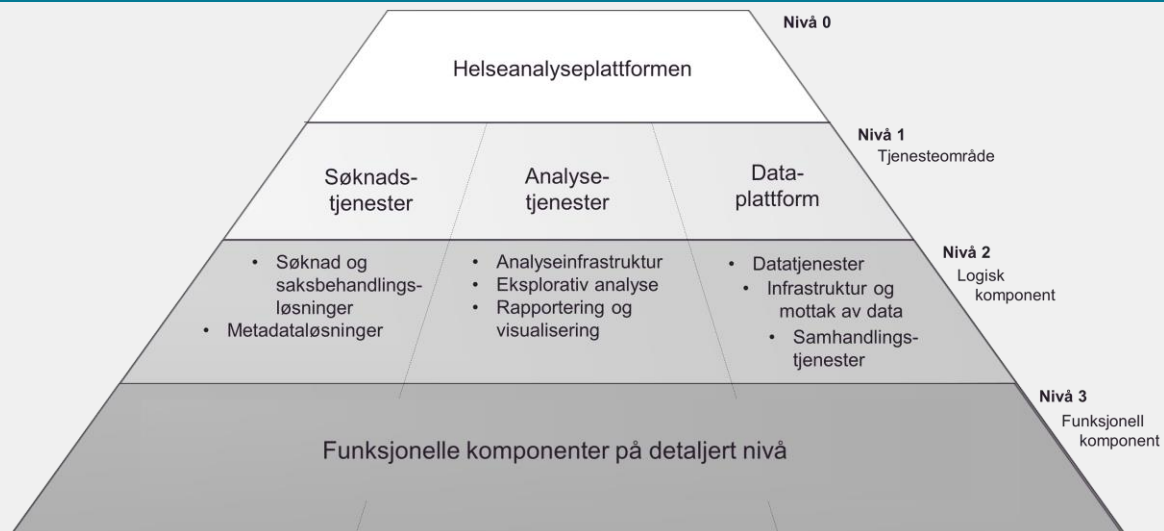 Nivå 0
Helseanalyseplattformen
Nivå 1
Tjenesteområde
Søknads-
tjenester
Analyse-
tjenester
Data-
plattform
Nivå 2
Logisk
komponent
• Søknad og
saksbehandlings-
løsninger
• Metadataløsninger
• Analyseinfrastruktur
• Eksplorativ analyse
• Rapportering og
visualisering
• Datatjenester
• Infrastruktur og
mottak av data
• Samhandlings-
tjenester
Nivå 3
Funksjonell
komponent
Funksjonelle komponenter på detaljert nivå